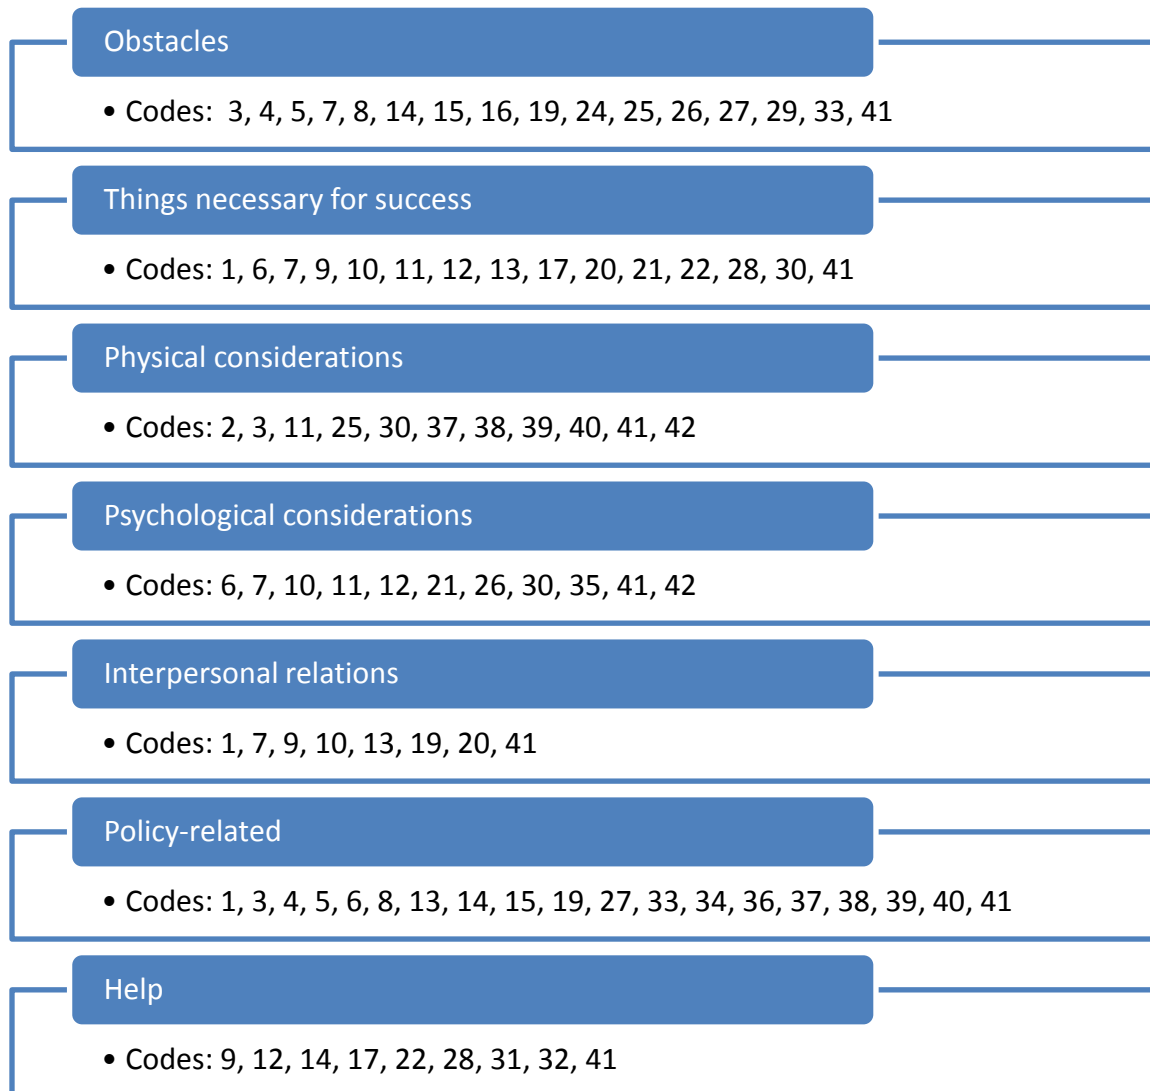 Obstacles
• Codes:  3, 4, 5, 7, 8, 14, 15, 16, 19, 24, 25, 26, 27, 29, 33, 41
Things necessary for success
• Codes: 1, 6, 7, 9, 10, 11, 12, 13, 17, 20, 21, 22, 28, 30, 41
Physical considerations
• Codes: 2, 3, 11, 25, 30, 37, 38, 39, 40, 41, 42
Psychological considerations
• Codes: 6, 7, 10, 11, 12, 21, 26, 30, 35, 41, 42
Interpersonal relations
• Codes: 1, 7, 9, 10, 13, 19, 20, 41
Policy-related
• Codes: 1, 3, 4, 5, 6, 8, 13, 14, 15, 19, 27, 33, 34, 36, 37, 38, 39, 40, 41
Help
• Codes: 9, 12, 14, 17, 22, 28, 31, 32, 41